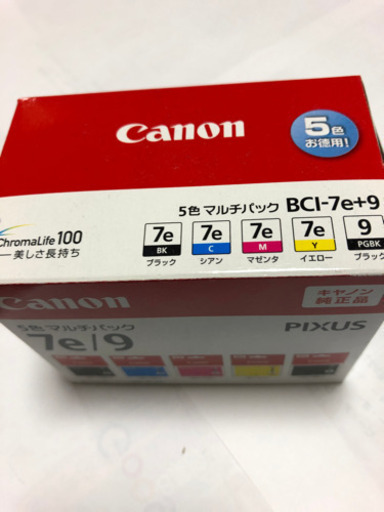 Canon
5色
お徳用!
5色 マルチパック BCI-7e+9
ChromaLife100
美しさ長持ち
7e 7e 7e 7e 9
BK C M Y PGBK
ブラック シアン マゼンタ イエロー ブラック
キヤノン
純正品
5色 マルチパック
PIXUS
7e/9